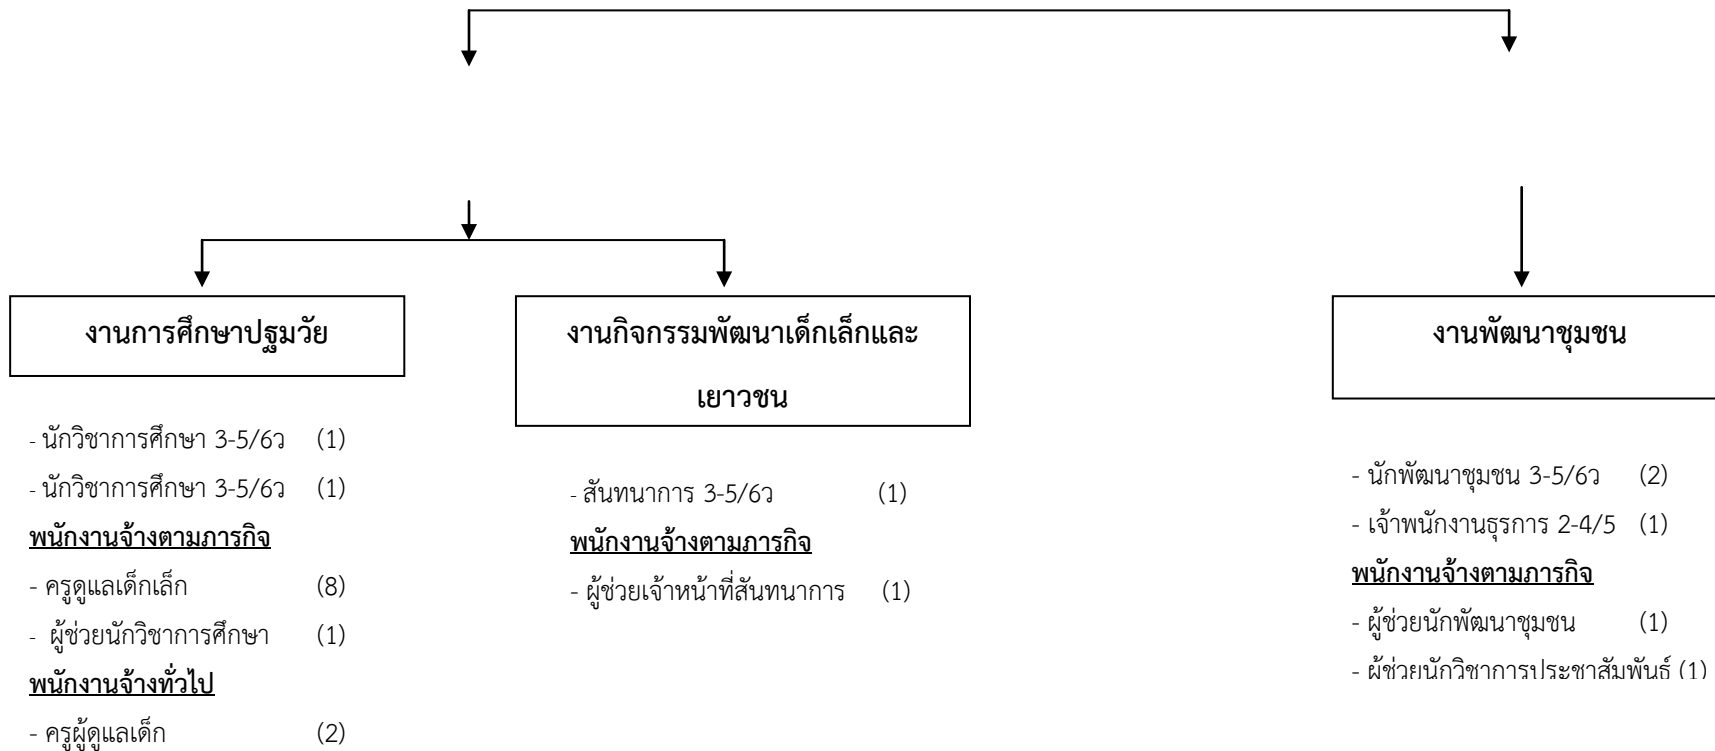 งานการศึกษาปฐมวัย
- นักวิชาการศึกษา 3-5/6ว (1)
- นักวิชาการศึกษา 3-5/6ว (1)
พนักงานจ้างตามภารกิจ
- ครูดูแลเด็กเล็ก (8)
- ผู้ช่วยนักวิชาการศึกษา (1)
พนักงานจ้างทั่วไป
- ครูผู้ดูแลเด็ก (2)
งานกิจกรรมพัฒนาเด็กเล็กและ
เยาวชน
- สันทนาการ 3-5/6ว (1)
พนักงานจ้างตามภารกิจ
- ผู้ช่วยเจ้าหน้าที่สันทนาการ (1)
งานพัฒนาชุมชน
- นักพัฒนาชุมชน 3-5/6ว (2)
- เจ้าพนักงานธุรการ 2-4/5 (1)
พนักงานจ้างตามภารกิจ
- ผู้ช่วยนักพัฒนาชุมชน (1)
- ผู้ช่วยนักวิชาการประชาสัมพันธ์ (1)